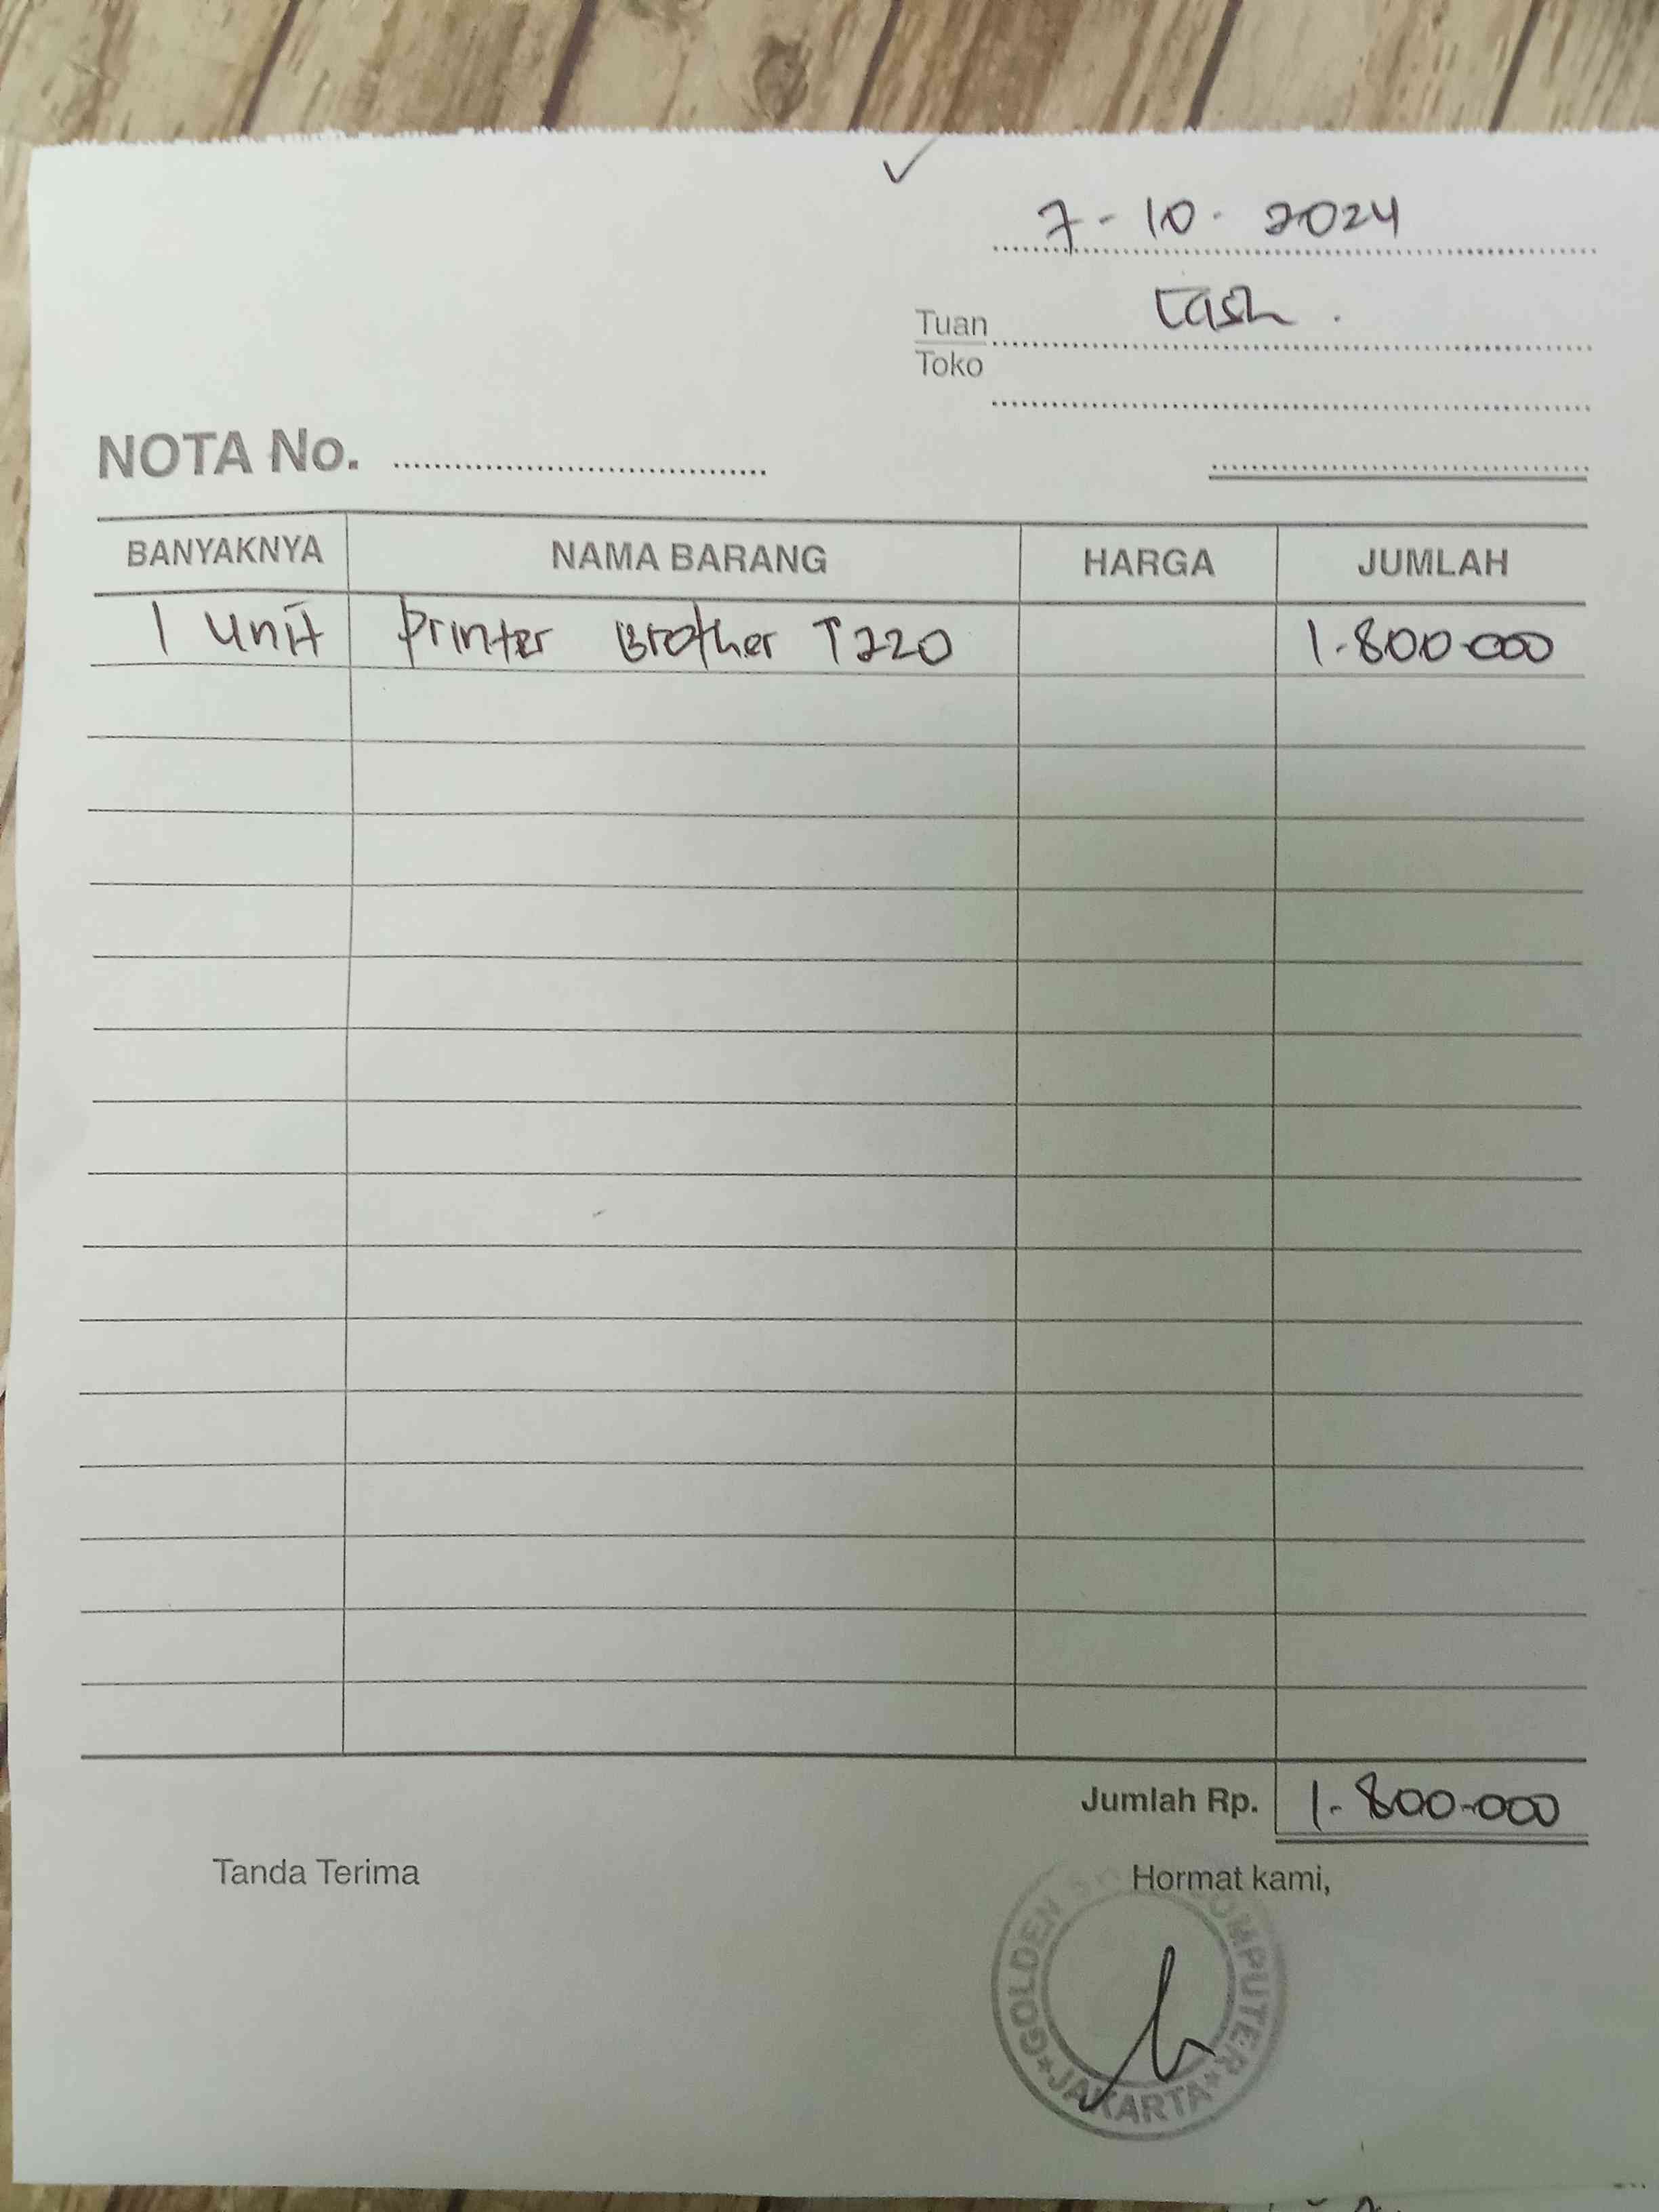 7-10-2024
Tuan Cash.
Toko
NOTA No.
BANYAKNYA NAMA BARANG HARGA JUMLAH
1 Unit Printer Brother T220 1.800.000
Jumlah Rp. 1.800.000
Tanda Terima Hormat kami,
GOLDEN COMPUTER
JAKARTA